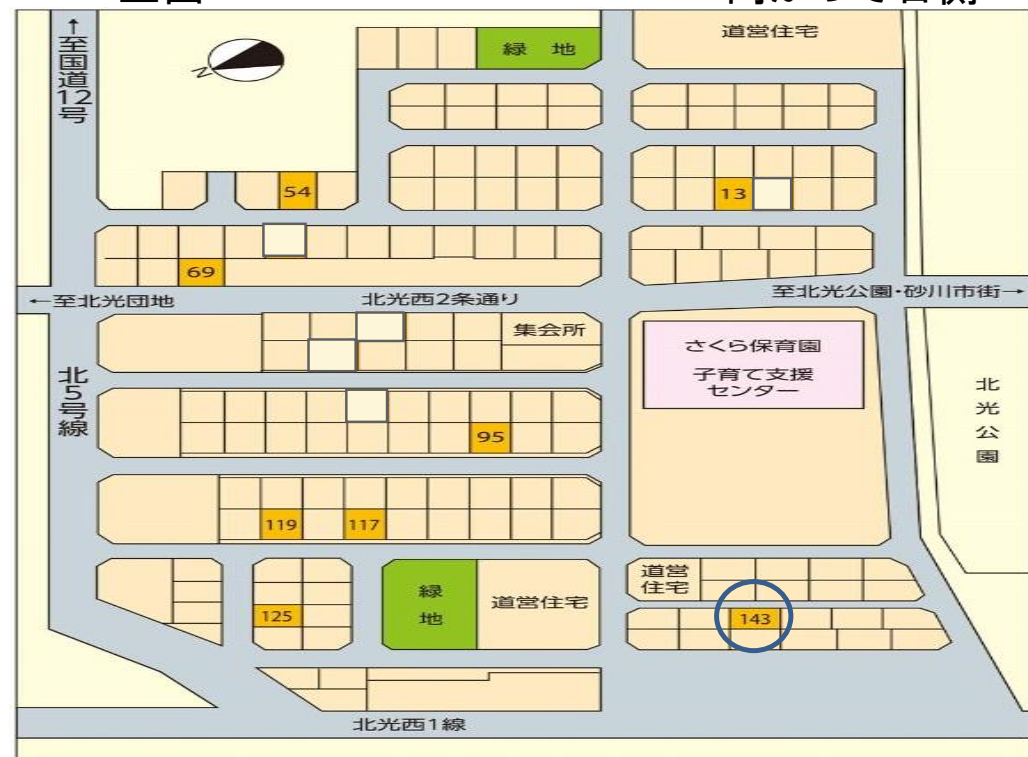 ↑至国道12号
道営住宅
緑 地
N
54
13
69
←至北光団地
北光西2条通り
至北光公園・砂川市街→
集会所
さくら保育園
子育て支援
センター
北5号線
北光公園
95
119
117
125
緑地
道営住宅
道営
住宅
143
北光西1線